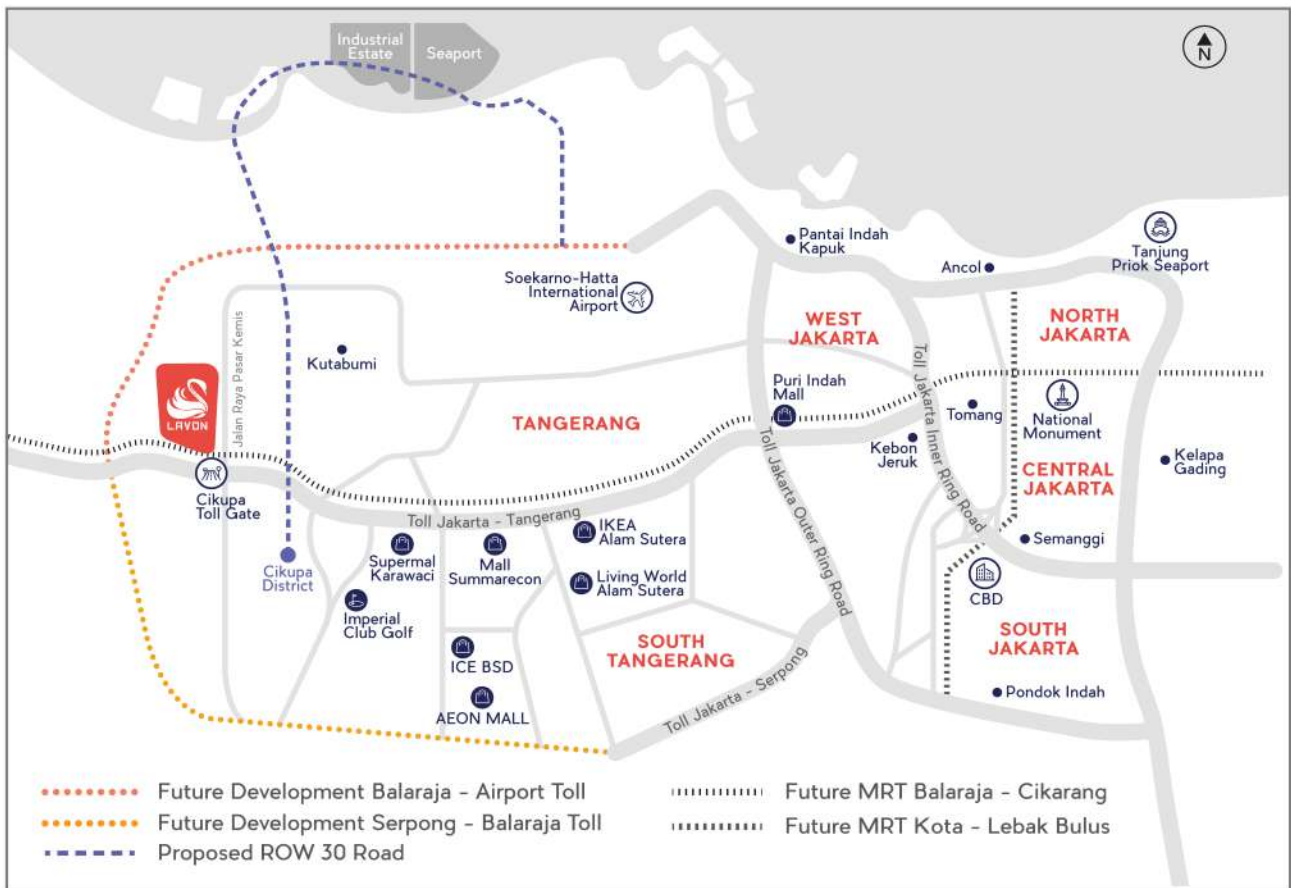 Industrial
Estate
Seaport
N
Pantai Indah
Kapuk
Ancol
Tanjung
Priok Seaport
Soekarno-Hatta
International
Airport
WEST
JAKARTA
NORTH
JAKARTA
Jalan Raya Pasar Kemis
Kutabumi
LAVON
TANGERANG
Puri Indah
Mall
Toll Jakarta Inner Ring Road
Tomang
National
Monument
Kebon
Jeruk
Kelapa
Gading
CENTRAL
JAKARTA
Cikupa
Toll Gate
Toll Jakarta - Tangerang
Toll Jakarta Outer Ring Road
IKEA
Alam Sutera
Semanggi
Cikupa
District
Supermal
Karawaci
Mall
Summarecon
Living World
Alam Sutera
CBD
Imperial
Club Golf
SOUTH
TANGERANG
SOUTH
JAKARTA
ICE BSD
AEON MALL
Toll Jakarta - Serpong
Pondok Indah
Future Development Balaraja - Airport Toll
Future Development Serpong - Balaraja Toll
Proposed ROW 30 Road
Future MRT Balaraja - Cikarang
Future MRT Kota - Lebak Bulus